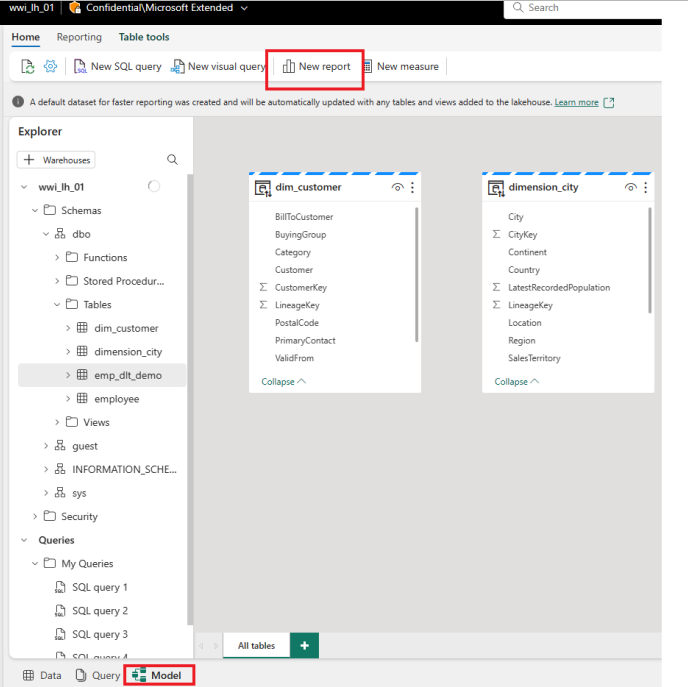 wwi_lh_01 Confidential\Microsoft Extended Search
Home Reporting Table tools
New SQL query New visual query New report New measure
A default dataset for faster reporting was created and will be automatically updated with any tables and views added to the lakehouse. Learn more
Explorer
+ Warehouses
wwi_lh_01
Schemas
dbo
Functions
Stored Procedur...
Tables
dim_customer
dimension_city
emp_dlt_demo
employee
Views
guest
INFORMATION_SCHE...
sys
Security
Queries
My Queries
SQL query 1
SQL query 2
SQL query 3
SQL query 4
dim_customer
BillToCustomer
BuyingGroup
Category
Customer
CustomerKey
LineageKey
PostalCode
PrimaryContact
ValidFrom
Collapse
dimension_city
City
CityKey
Continent
Country
LatestRecordedPopulation
LineageKey
Location
Region
SalesTerritory
Collapse
All tables +
Data Query Model